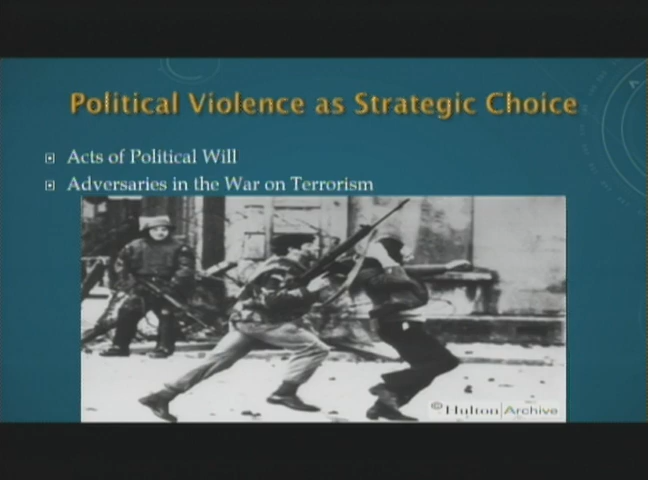 Political Violence as Strategic Choice
Acts of Political Will
Adversaries in the War on Terrorism
© Hulton Archive